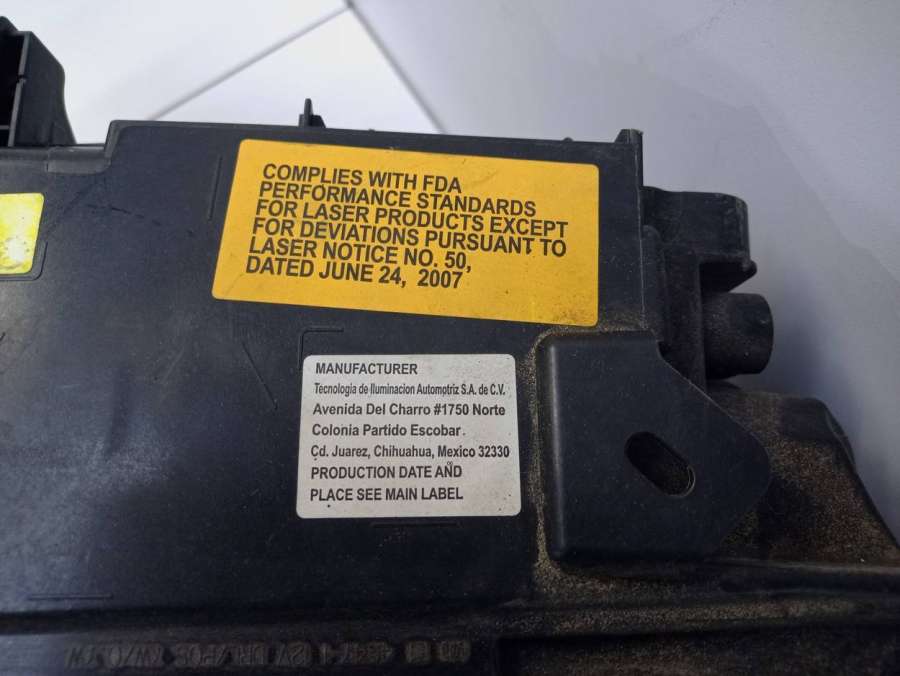 COMPLIES WITH FDA
PERFORMANCE STANDARDS
FOR LASER PRODUCTS EXCEPT
FOR DEVIATIONS PURSUANT TO
LASER NOTICE NO. 50,
DATED JUNE 24, 2007
MANUFACTURER
Tecnologia de Iluminacion Automotriz S.A. de C.V.
Avenida Del Charro #1750 Norte
Colonia Partido Escobar
Çd. Juarez, Chihuahua, Mexico 32330
PRODUCTION DATE AND
PLACE SEE MAIN LABEL